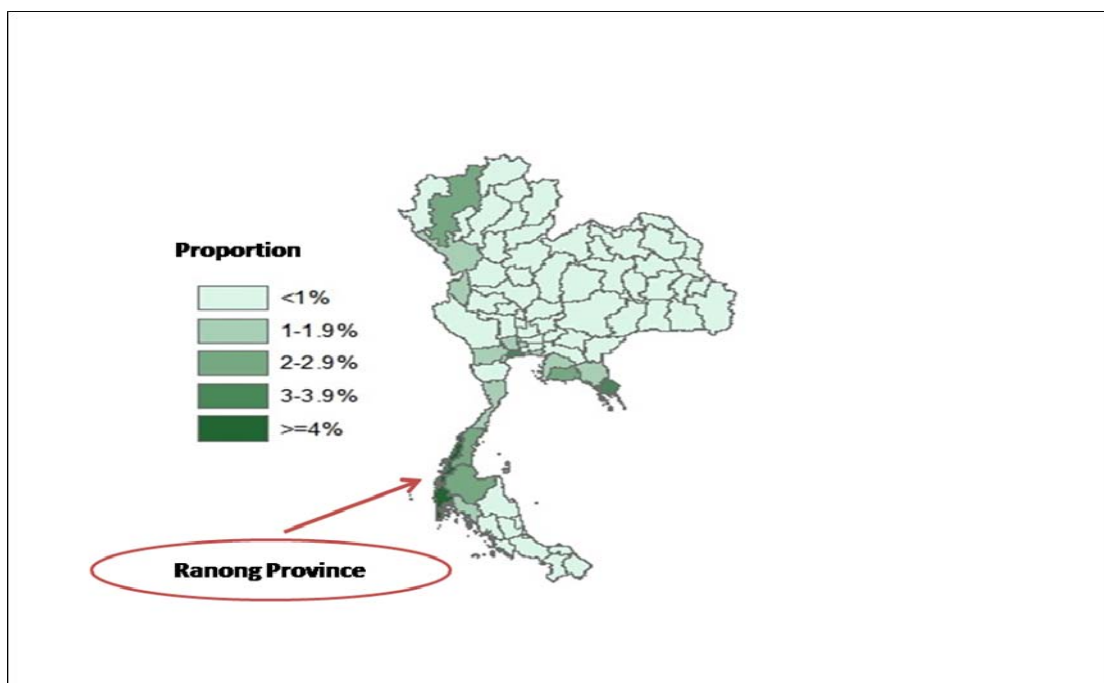 Proportion
<1%
1-1.9%
2-2.9%
3-3.9%
>=4%
Ranong Province